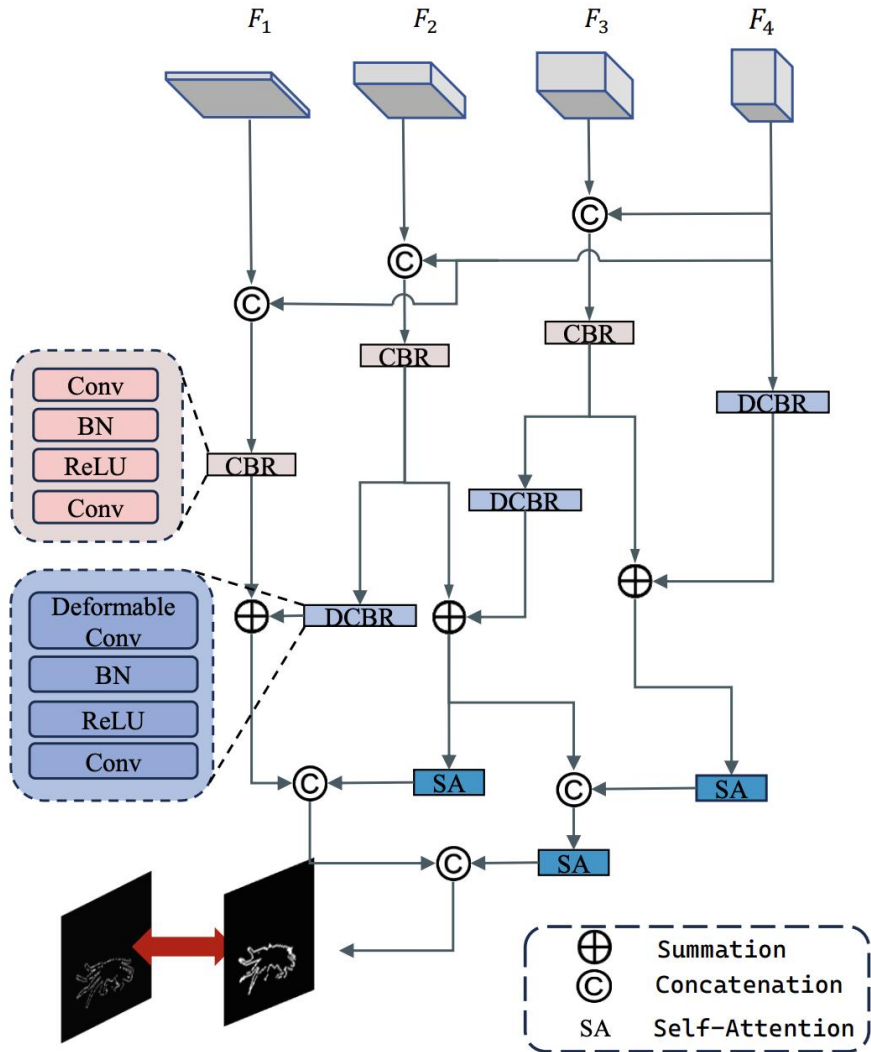 F₁ F₂ F₃ F₄
C
C
C
CBR
CBR
Conv
BN
ReLU
Conv
DCBR
CBR
DCBR
Deformable
Conv
BN
ReLU
Conv
DCBR
C
SA
C
SA
C
SA
Summation
C Concatenation
SA Self-Attention